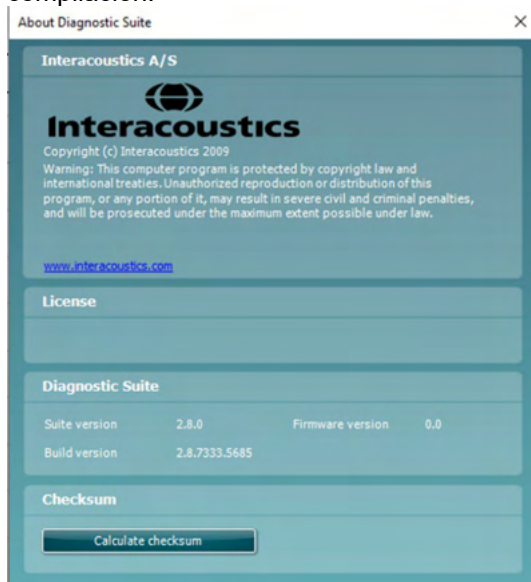 compilación.
About Diagnostic Suite
Interacoustics A/S
Interacoustics
Copyright (c) Interacoustics 2009
Warning: This computer program is protected by copyright law and
international treaties. Unauthorized reproduction or distribution of this
program, or any portion of it, may result in severe civil and criminal penalties,
and will be prosecuted under the maximum extent possible under law.
www.interacoustics.com
License
Diagnostic Suite
Suite version 2.8.0 Firmware version 0.0
Build version 2.8.7333.5685
Checksum
Calculate checksum